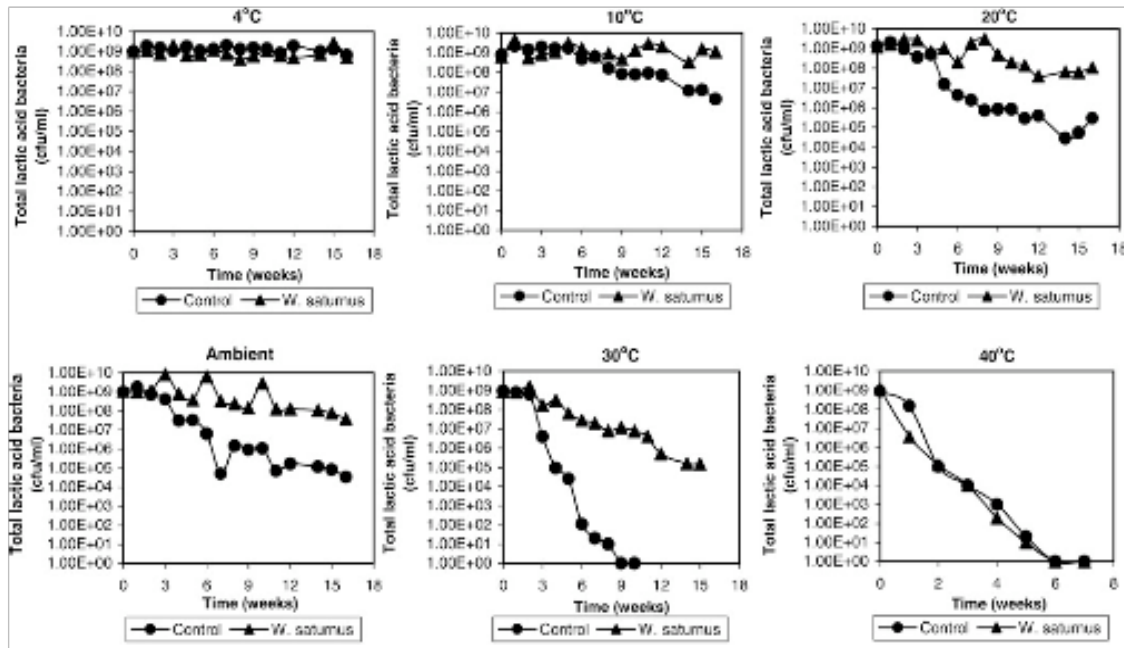 4°C
Total lactic acid bacteria
(cfu/ml)
1.00E+10
1.00E+09
1.00E+08
1.00E+07
1.00E+06
1.00E+05
1.00E+04
1.00E+03
1.00E+02
1.00E+01
1.00E+00
0 3 6 9 12 15 18
Time (weeks)
Control W. saturnus
10°C
Total lactic acid bacteria
(cfu/ml)
1.00E+10
1.00E+09
1.00E+08
1.00E+07
1.00E+06
1.00E+05
1.00E+04
1.00E+03
1.00E+02
1.00E+01
1.00E+00
0 3 6 9 12 15 18
Time (weeks)
Control W. saturnus
20°C
Total lactic acid bacteria
(cfu/ml)
1.00E+10
1.00E+09
1.00E+08
1.00E+07
1.00E+06
1.00E+05
1.00E+04
1.00E+03
1.00E+02
1.00E+01
1.00E+00
0 3 6 9 12 15 18
Time (weeks)
Control W. saturnus
Ambient
Total lactic acid bacteria
(cfu/ml)
1.00E+10
1.00E+09
1.00E+08
1.00E+07
1.00E+06
1.00E+05
1.00E+04
1.00E+03
1.00E+02
1.00E+01
1.00E+00
0 3 6 9 12 15 18
Time (weeks)
Control W. saturnus
30°C
Total lactic acid bacteria
(cfu/ml)
1.00E+10
1.00E+09
1.00E+08
1.00E+07
1.00E+06
1.00E+05
1.00E+04
1.00E+03
1.00E+02
1.00E+01
1.00E+00
0 3 6 9 12 15 18
Time (weeks)
Control W. saturnus
40°C
Total lactic acid bacteria
(cfu/ml)
1.00E+10
1.00E+09
1.00E+08
1.00E+07
1.00E+06
1.00E+05
1.00E+04
1.00E+03
1.00E+02
1.00E+01
1.00E+00
0 2 4 6 8
Time (weeks)
Control W. saturnus